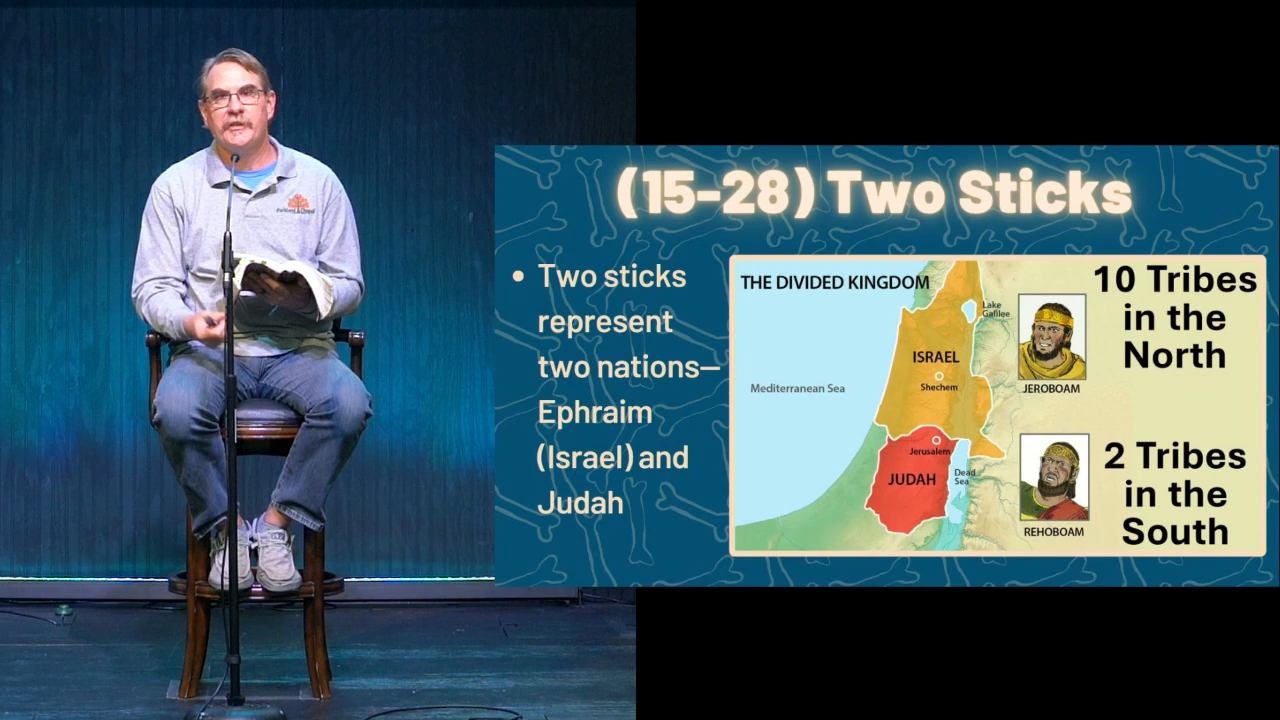 (15-28) Two Sticks
• Two sticks
represent
two nations—
Ephraim
(Israel) and
Judah
THE DIVIDED KINGDOM
Lake
Galilee
ISRAEL
Shechem
Mediterranean Sea
Jerusalem
JUDAH
Dead
Sea
JEROBOAM
REHOBOAM
10 Tribes
in the
North
2 Tribes
in the
South